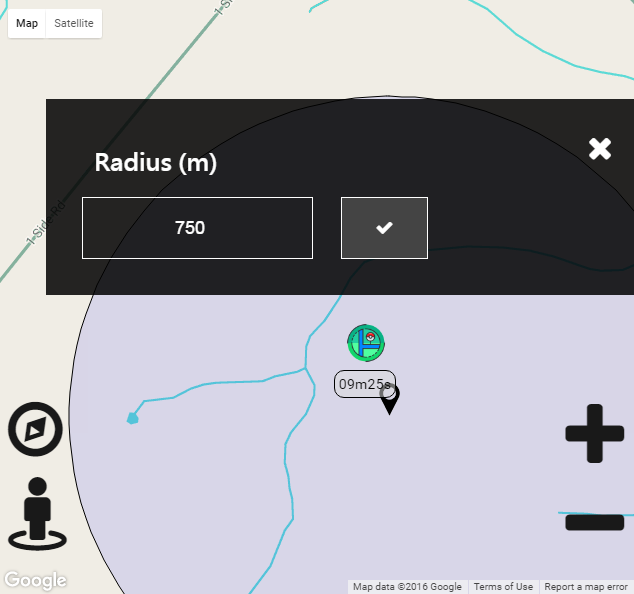 Map Satellite
1-Side
Radius (m)
750
1-Side Rd
09m25s
Google
Map data ©2016 Google Terms of Use Report a map error